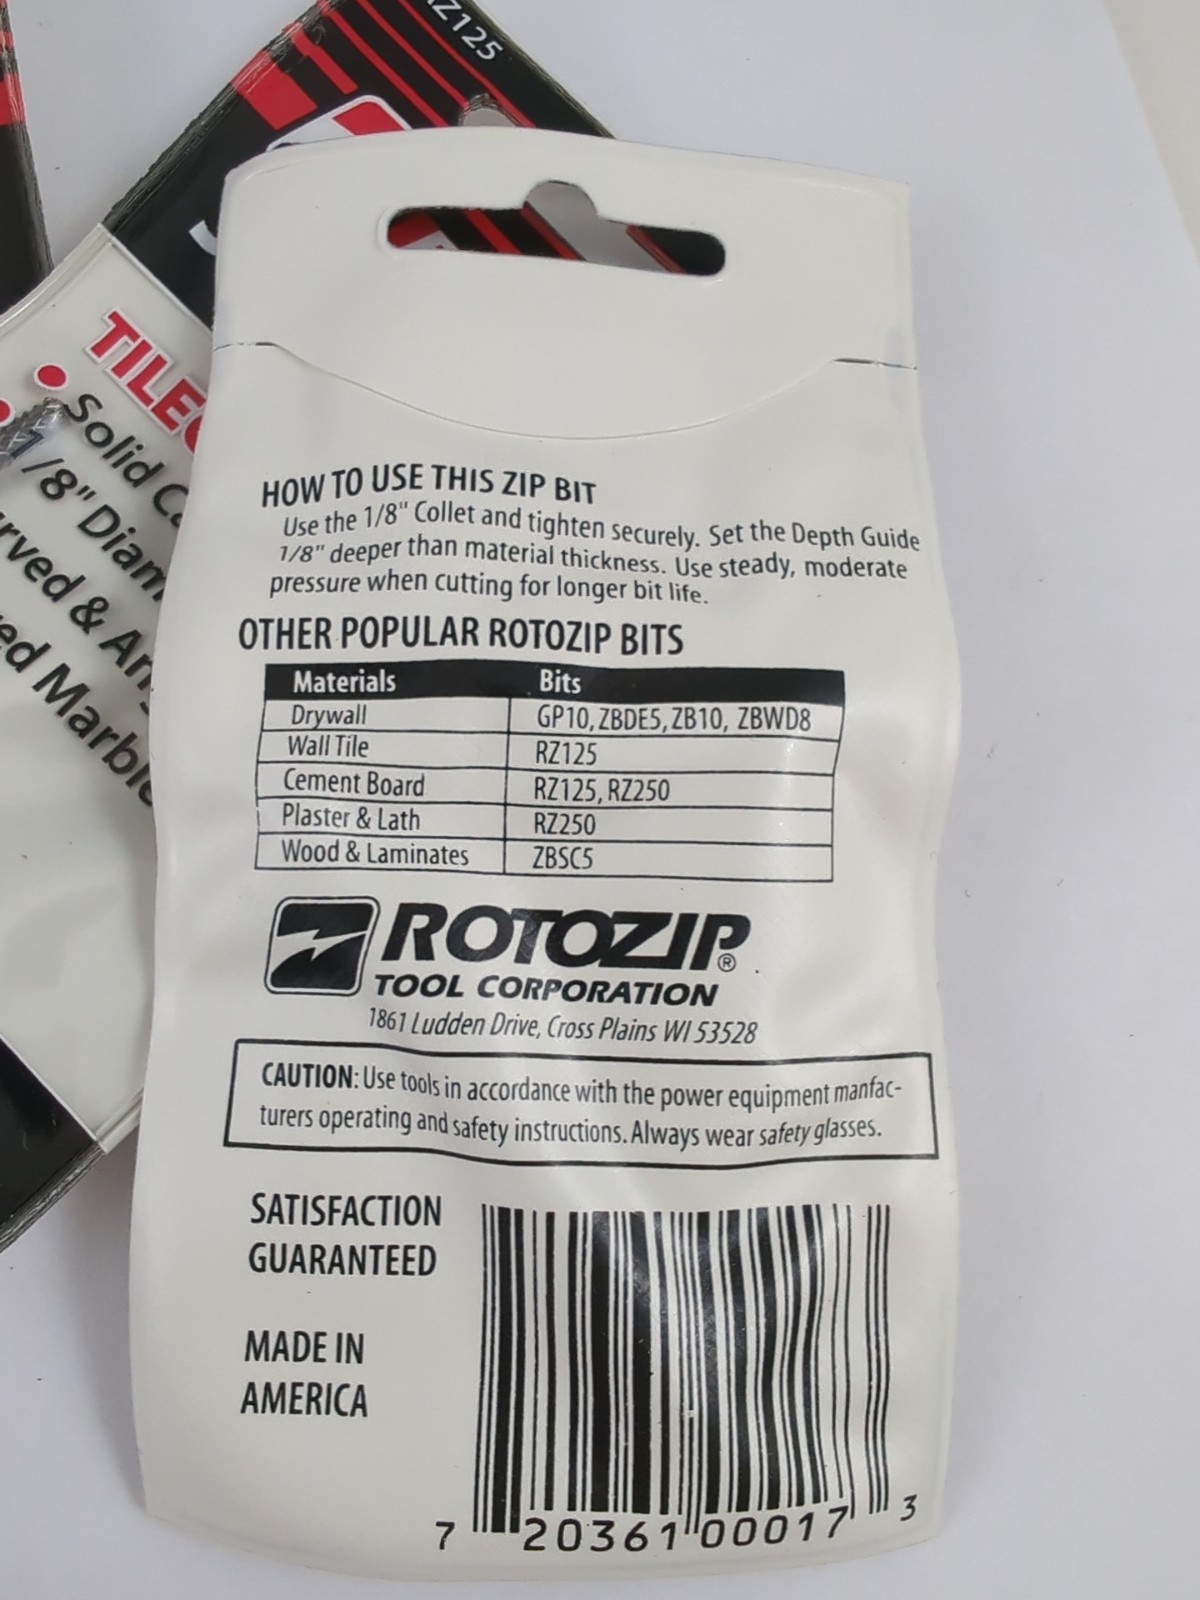 RZ125
TILEC
Solid Ca
1/8" Diam
rved & An
ed Marble
HOW TO USE THIS ZIP BIT
Use the 1/8" Collet and tighten securely. Set the Depth Guide
1/8" deeper than material thickness. Use steady, moderate
pressure when cutting for longer bit life.
OTHER POPULAR ROTOZIP BITS
Materials Bits
Drywall GP10, ZBDE5, ZB10, ZBWD8
Wall Tile RZ125
Cement Board RZ125, RZ250
Plaster & Lath RZ250
Wood & Laminates ZBSC5
ROTOZIP®
TOOL CORPORATION
1861 Ludden Drive, Cross Plains WI 53528
CAUTION: Use tools in accordance with the power equipment manfac-
turers operating and safety instructions. Always wear safety glasses.
SATISFACTION
GUARANTEED
MADE IN
AMERICA
7 20361 00017 3